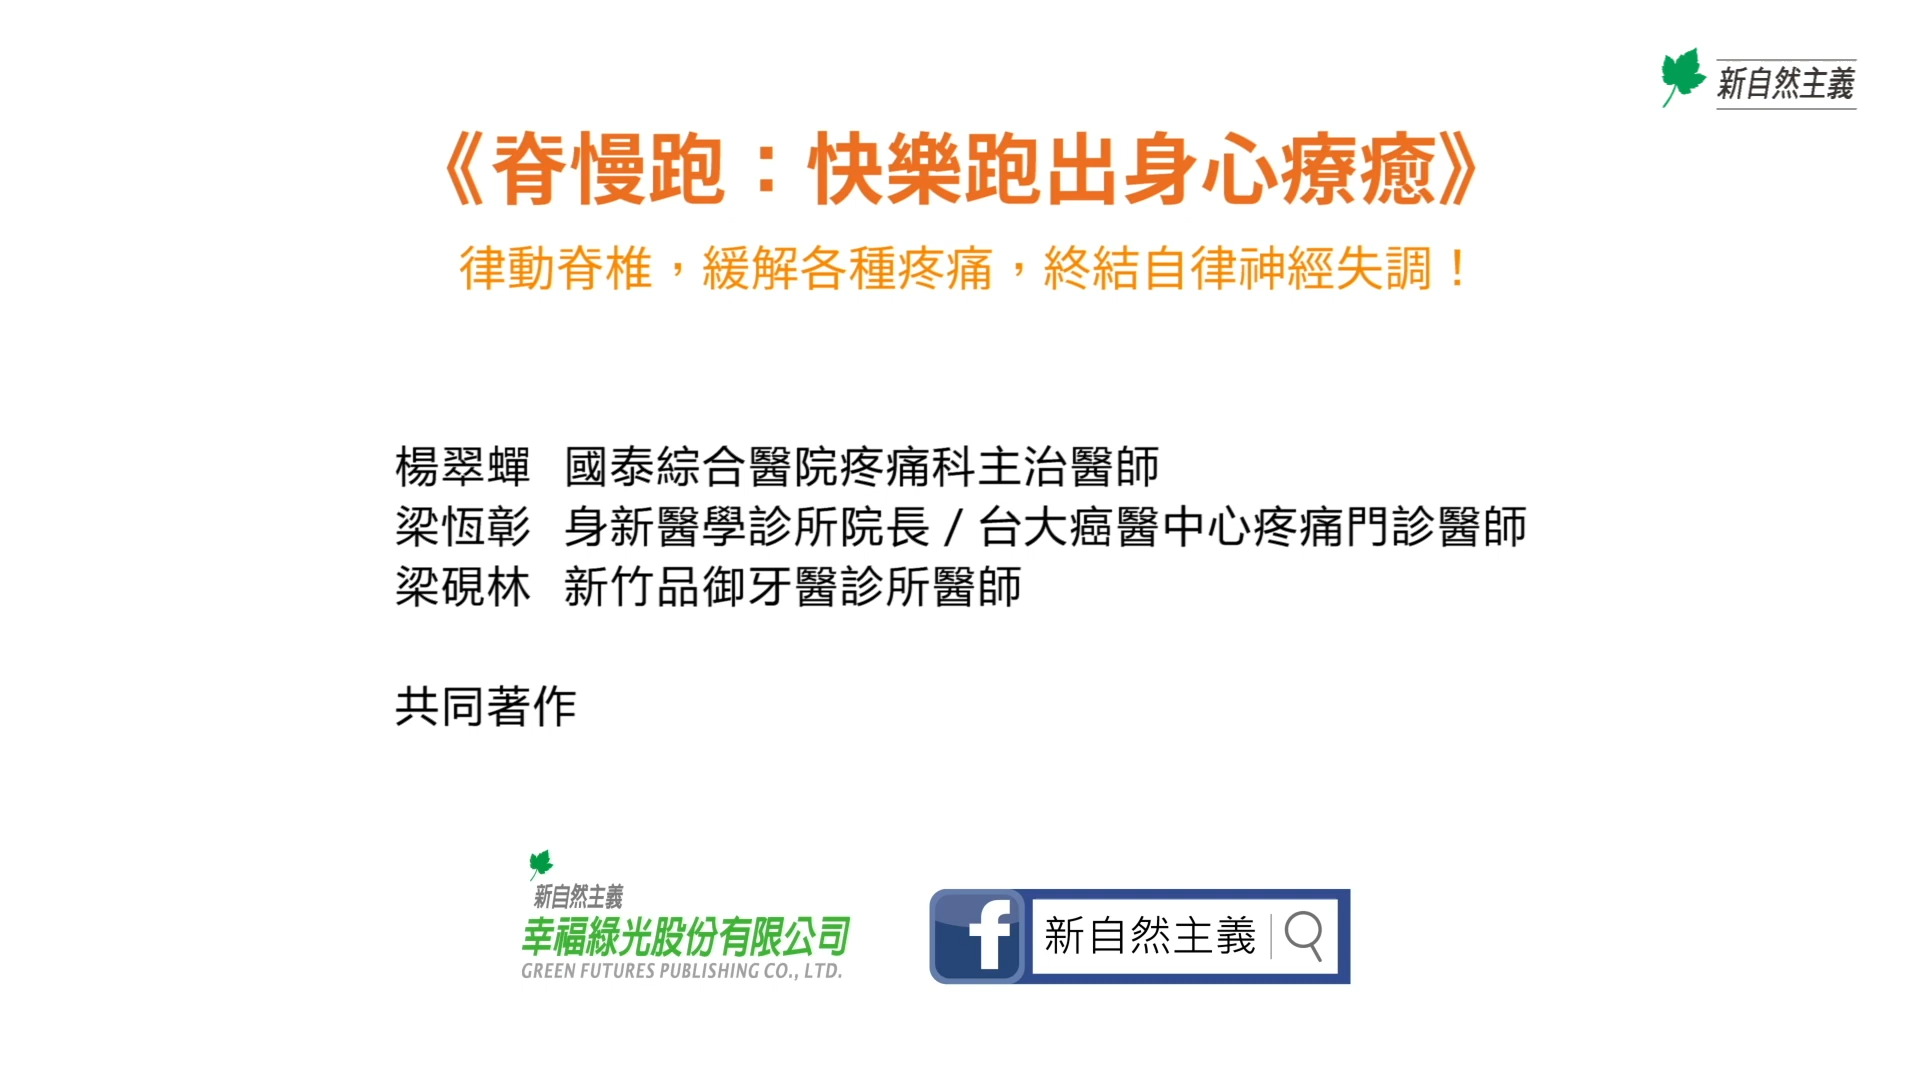 新自然主義
《脊慢跑：快樂跑出身心療癒》
律動脊椎，緩解各種疼痛，終結自律神經失調！
楊翠蟬 國泰綜合醫院疼痛科主治醫師
梁恆彰 身新醫學診所院長 / 台大癌醫中心疼痛門診醫師
梁硯林 新竹品御牙醫診所醫師
共同著作
新自然主義
幸福綠光股份有限公司
GREEN FUTURES PUBLISHING CO., LTD.
f 新自然主義